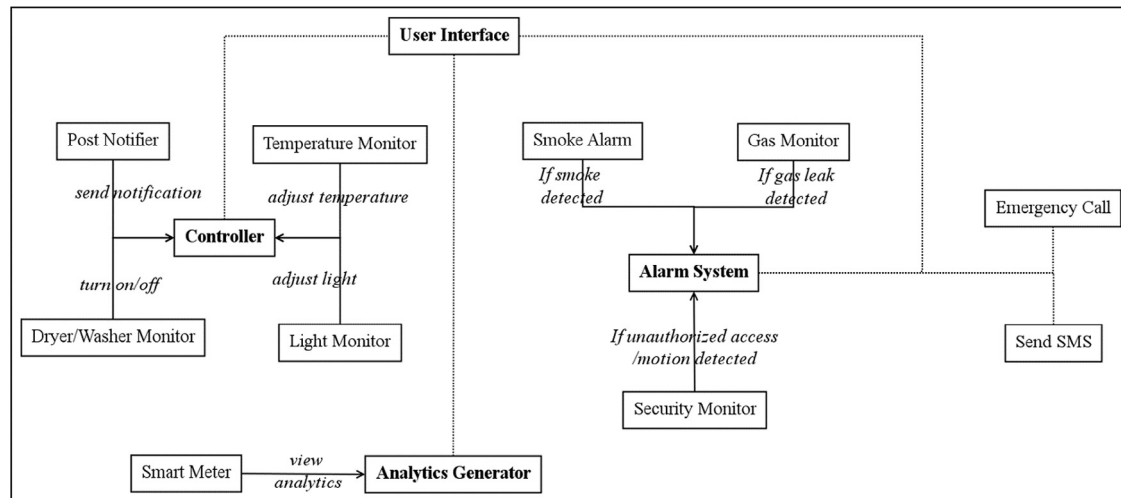 User Interface
Post Notifier
Temperature Monitor
Smoke Alarm
Gas Monitor
send notification
adjust temperature
If smoke
detected
If gas leak
detected
Emergency Call
Controller
Alarm System
turn on/off
adjust light
Dryer/Washer Monitor
Light Monitor
If unauthorized access
/motion detected
Send SMS
Security Monitor
Smart Meter
view
analytics
Analytics Generator